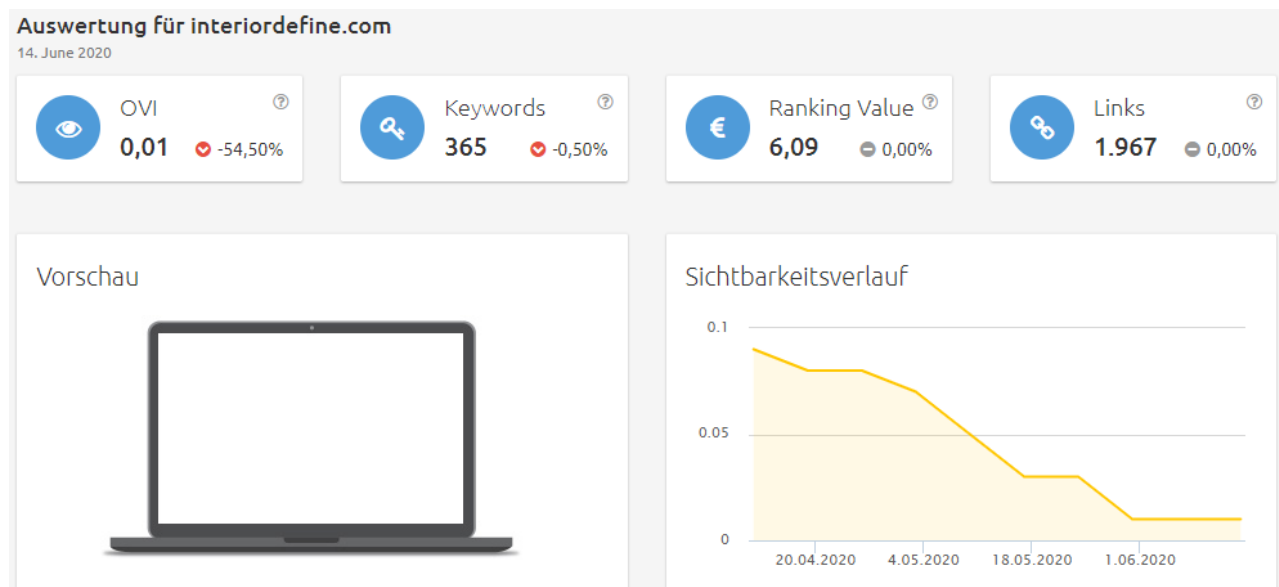 Auswertung für interiordefine.com
14. June 2020
OVI
0,01 -54,50%
Keywords
365 -0,50%
Ranking Value
€
6,09 0,00%
Links
1.967 0,00%
Vorschau
Sichtbarkeitsverlauf
0.1
0.05
0
20.04.2020 4.05.2020 18.05.2020 1.06.2020